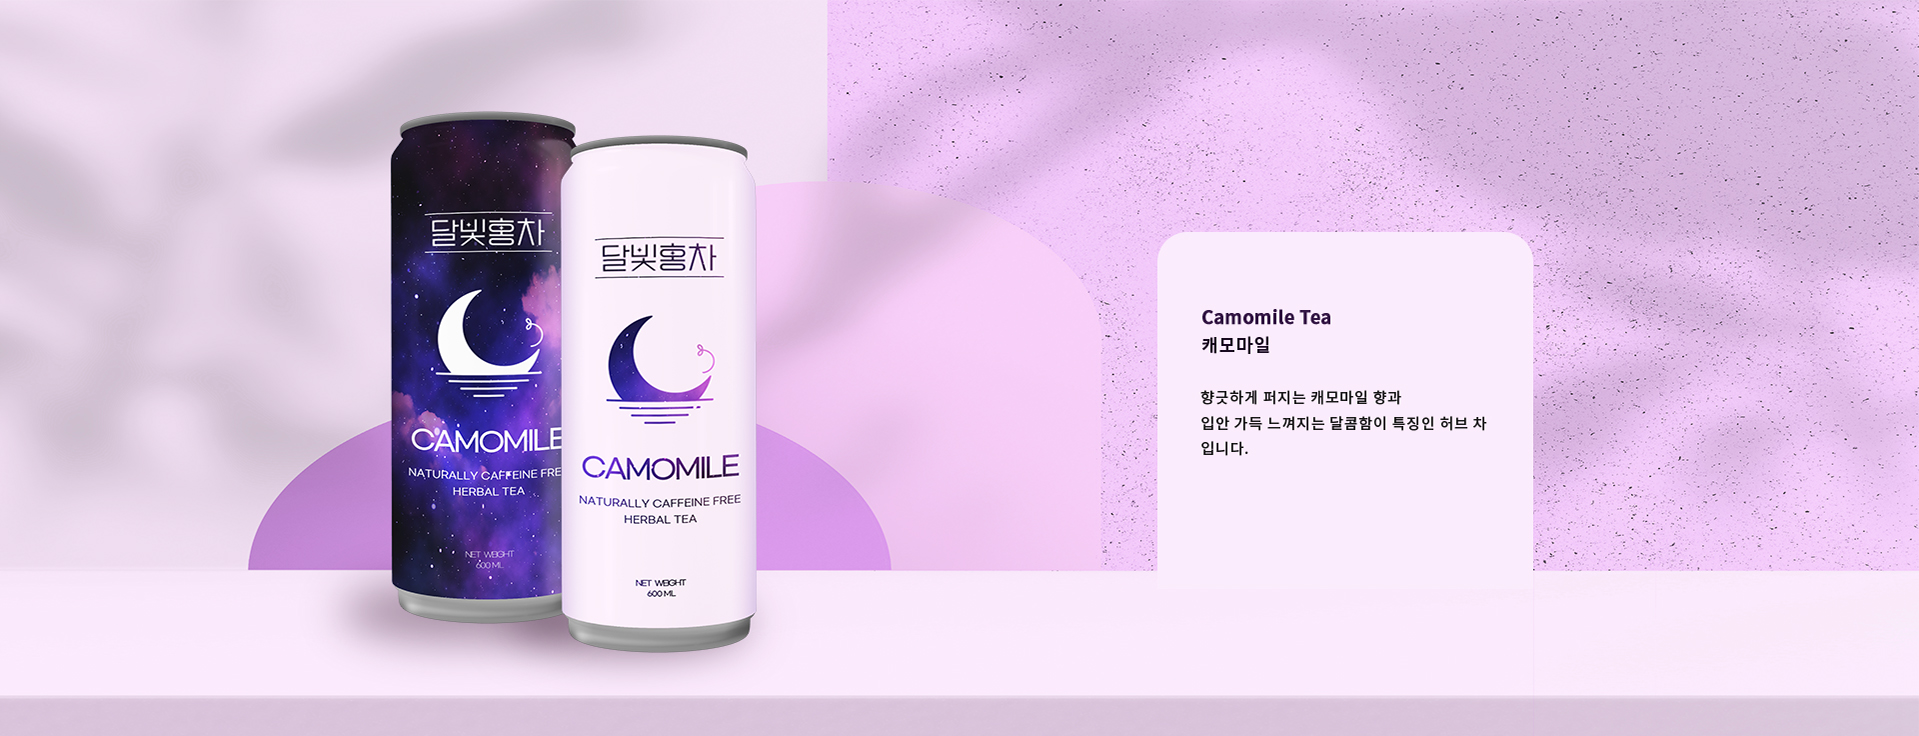 달빛홍차
CAMOMILE
NATURALLY CAFFEINE FRE
HERBAL TEA
NET WEIGHT
600 ML
달빛홍차
CAMOMILE
NATURALLY CAFFEINE FREE
HERBAL TEA
NET WEIGHT
600 ML
Camomile Tea
캐모마일
향긋하게 퍼지는 캐모마일 향과
입안 가득 느껴지는 달콤함이 특징인 허브 차
입니다.